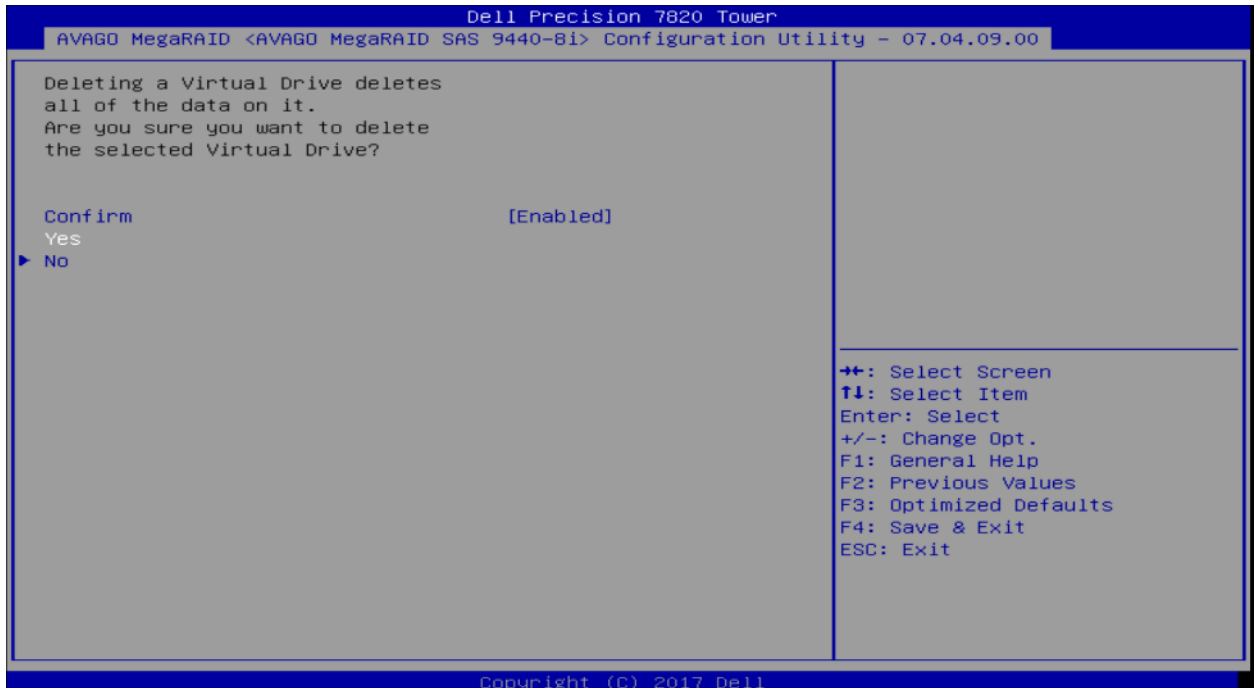 Dell Precision 7820 Tower
AVAGO MegaRAID <AVAGO MegaRAID SAS 9440-8i> Configuration Utility - 07.04.09.00
Deleting a Virtual Drive deletes
all of the data on it.
Are you sure you want to delete
the selected Virtual Drive?
Confirm [Enabled]
Yes
► No
→←: Select Screen
↑↓: Select Item
Enter: Select
+/-: Change Opt.
F1: General Help
F2: Previous Values
F3: Optimized Defaults
F4: Save & Exit
ESC: Exit
Copyright (C) 2017 Dell